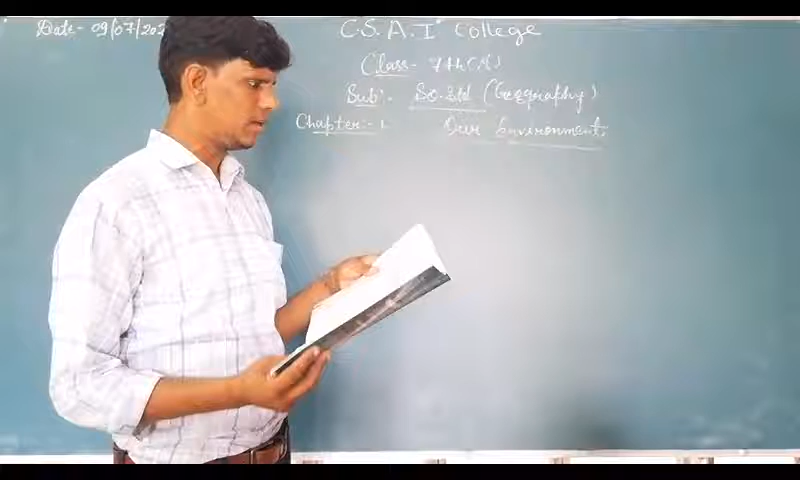 Date- 09/07/202
C.S.A.I College
Class- 7th
Sub:- So.Std (Geography)
Chapter:- 1. Our Environment.